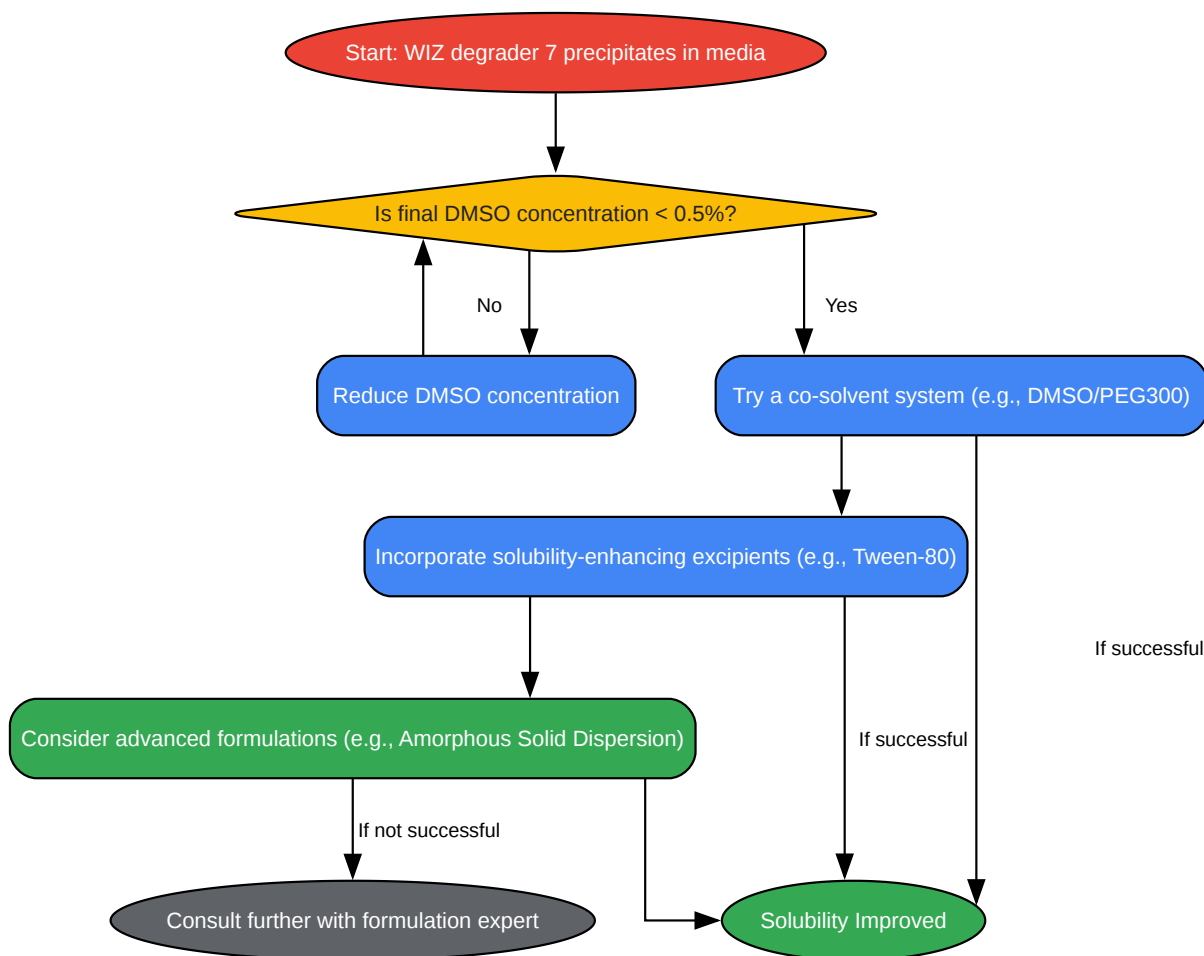 Start: WIZ degrader 7 precipitates in media
Is final DMSO concentration < 0.5%?
No
Yes
Reduce DMSO concentration
Try a co-solvent system (e.g., DMSO/PEG300)
Incorporate solubility-enhancing excipients (e.g., Tween-80)
If successful
Consider advanced formulations (e.g., Amorphous Solid Dispersion)
If successful
If not successful
Consult further with formulation expert
Solubility Improved